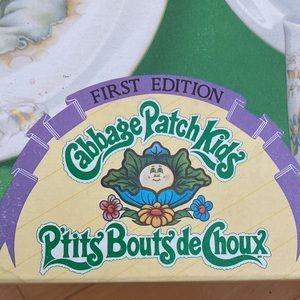 FIRST EDITION
Cabbage Patch Kids
P'tits Bouts de Choux